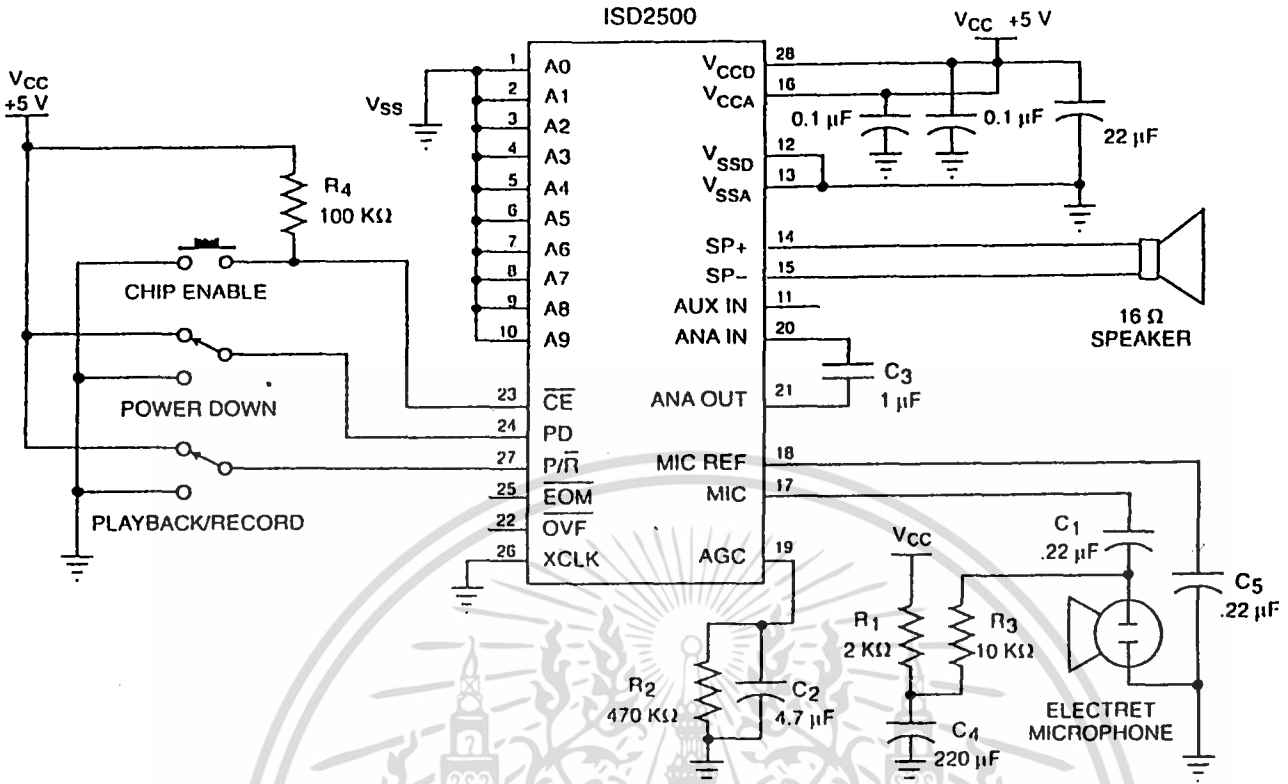 ISD2500
VCC
+5 V
VSS
R4
100 KΩ
CHIP ENABLE
POWER DOWN
PLAYBACK/RECORD
1 A0
2 A1
3 A2
4 A3
5 A4
6 A5
7 A6
8 A7
9 A8
10 A9
23 CE
24 PD
27 P/R
25 EOM
22 OVF
26 XCLK
VCC +5 V
VCCD 28
VCCA 16
0.1 µF
0.1 µF
22 µF
VSSD 12
VSSA 13
SP+ 14
SP– 15
16 Ω
SPEAKER
AUX IN 11
ANA IN 20
C3
1 µF
ANA OUT 21
MIC REF 18
MIC 17
AGC 19
C1
.22 µF
C5
.22 µF
VCC
R1
2 KΩ
R3
10 KΩ
R2
470 KΩ
C2
4.7 µF
C4
220 µF
ELECTRET
MICROPHONE